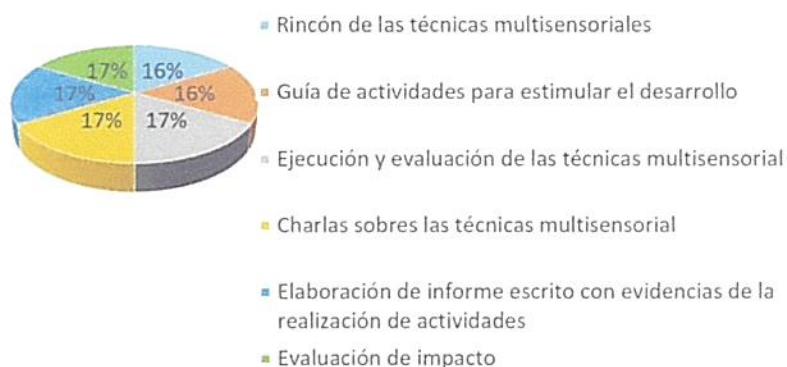 Rincón de las técnicas multisensoriales
17% 16%
Guía de actividades para estimular el desarrollo
17% 16%
17% 17%
Ejecución y evaluación de las técnicas multisensorial
Charlas sobres las técnicas multisensorial
Elaboración de informe escrito con evidencias de la
realización de actividades
Evaluación de impacto